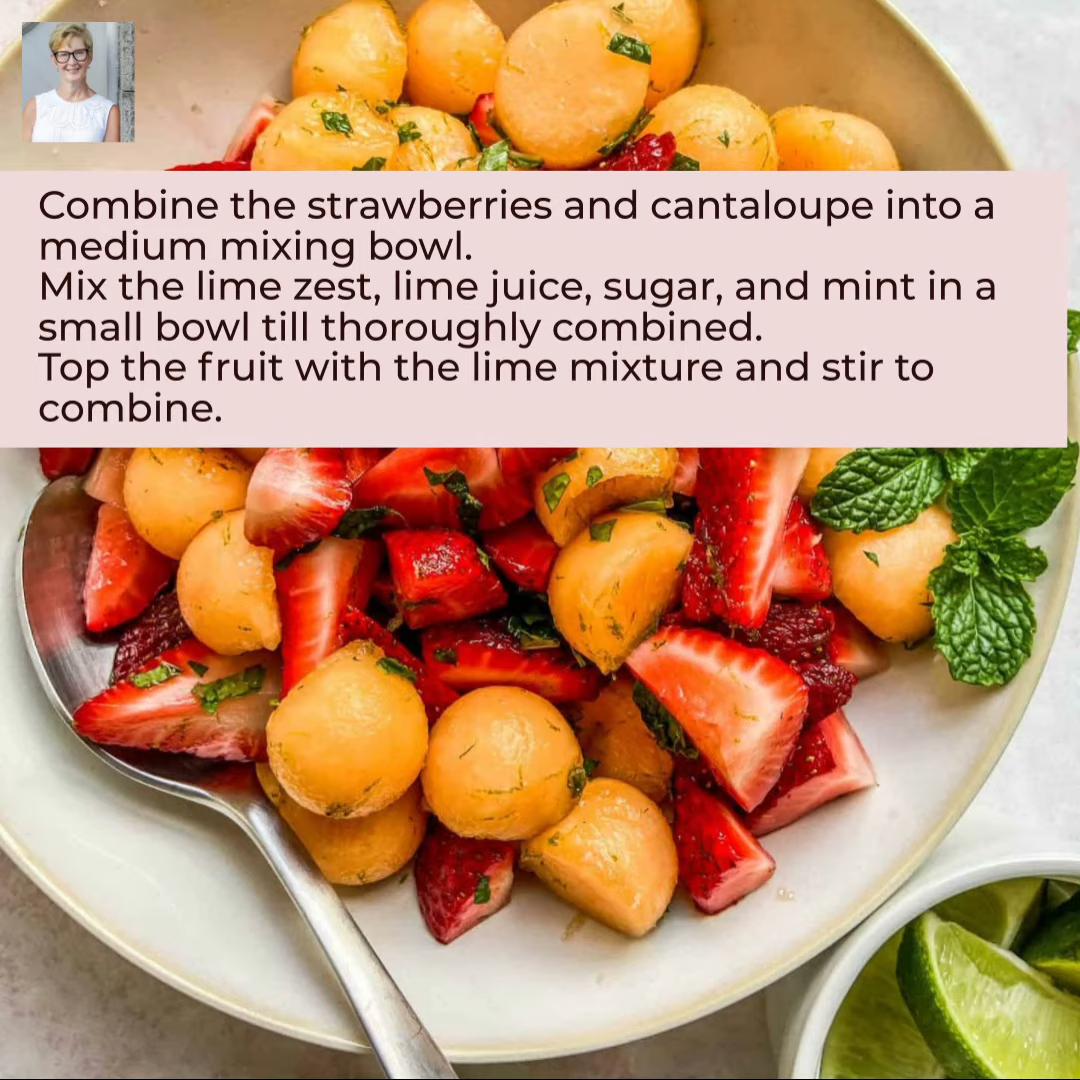 Combine the strawberries and cantaloupe into a
medium mixing bowl.
Mix the lime zest, lime juice, sugar, and mint in a
small bowl till thoroughly combined.
Top the fruit with the lime mixture and stir to
combine.